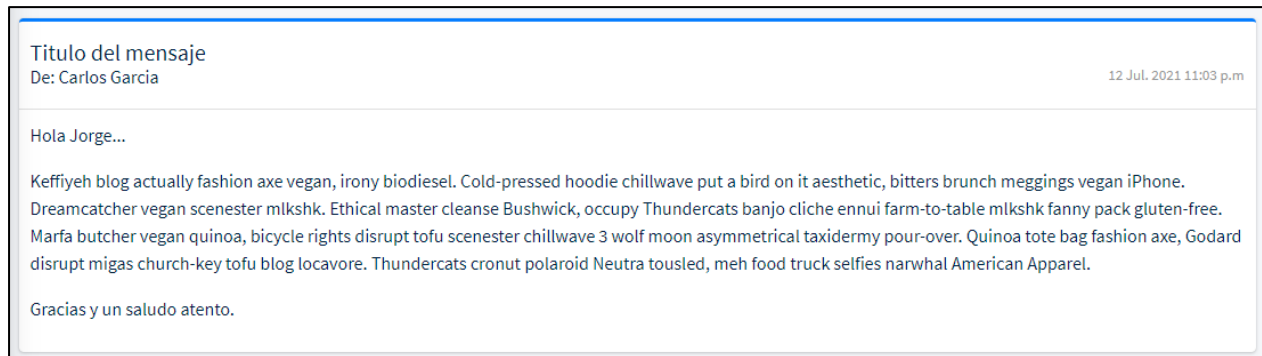 Titulo del mensaje
De: Carlos Garcia
12 Jul. 2021 11:03 p.m
Hola Jorge...
Keffiyeh blog actually fashion axe vegan, irony biodiesel. Cold-pressed hoodie chillwave put a bird on it aesthetic, bitters brunch meggings vegan iPhone.
Dreamcatcher vegan scenester mlkshk. Ethical master cleanse Bushwick, occupy Thundercats banjo cliche ennui farm-to-table mlkshk fanny pack gluten-free.
Marfa butcher vegan quinoa, bicycle rights disrupt tofu scenester chillwave 3 wolf moon asymmetrical taxidermy pour-over. Quinoa tote bag fashion axe, Godard
disrupt migas church-key tofu blog locavore. Thundercats cronut polaroid Neutra tousled, meh food truck selfies narwhal American Apparel.
Gracias y un saludo atento.